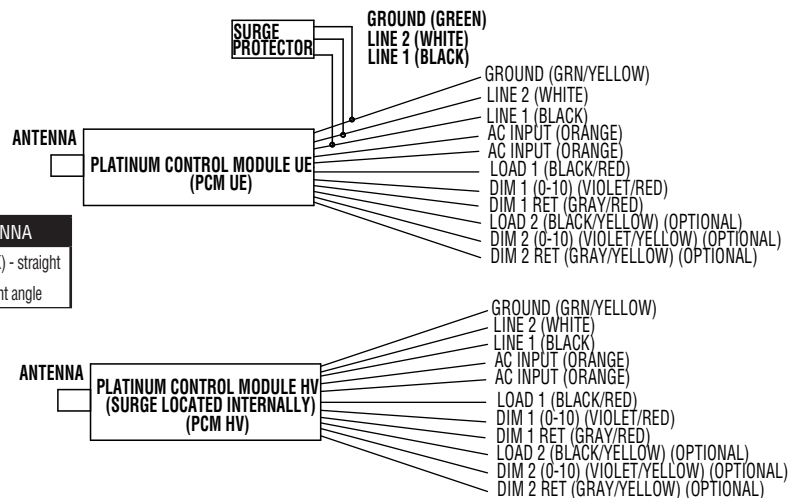 SURGE
PROTECTOR
GROUND (GREEN)
LINE 2 (WHITE)
LINE 1 (BLACK)
ANTENNA
PLATINUM CONTROL MODULE UE
(PCM UE)
GROUND (GRN/YELLOW)
LINE 2 (WHITE)
LINE 1 (BLACK)
AC INPUT (ORANGE)
AC INPUT (ORANGE)
LOAD 1 (BLACK/RED)
DIM 1 (0-10) (VIOLET/RED)
DIM 1 RET (GRAY/RED)
LOAD 2 (BLACK/YELLOW) (OPTIONAL)
DIM 2 (0-10) (VIOLET/YELLOW) (OPTIONAL)
DIM 2 RET (GRAY/YELLOW) (OPTIONAL)
- straight
angle
ANTENNA
PLATINUM CONTROL MODULE HV
(SURGE LOCATED INTERNALLY)
(PCM HV)
GROUND (GRN/YELLOW)
LINE 2 (WHITE)
LINE 1 (BLACK)
AC INPUT (ORANGE)
AC INPUT (ORANGE)
LOAD 1 (BLACK/RED)
DIM 1 (0-10) (VIOLET/RED)
DIM 1 RET (GRAY/RED)
LOAD 2 (BLACK/YELLOW) (OPTIONAL)
DIM 2 (0-10) (VIOLET/YELLOW) (OPTIONAL)
DIM 2 RET (GRAY/YELLOW) (OPTIONAL)